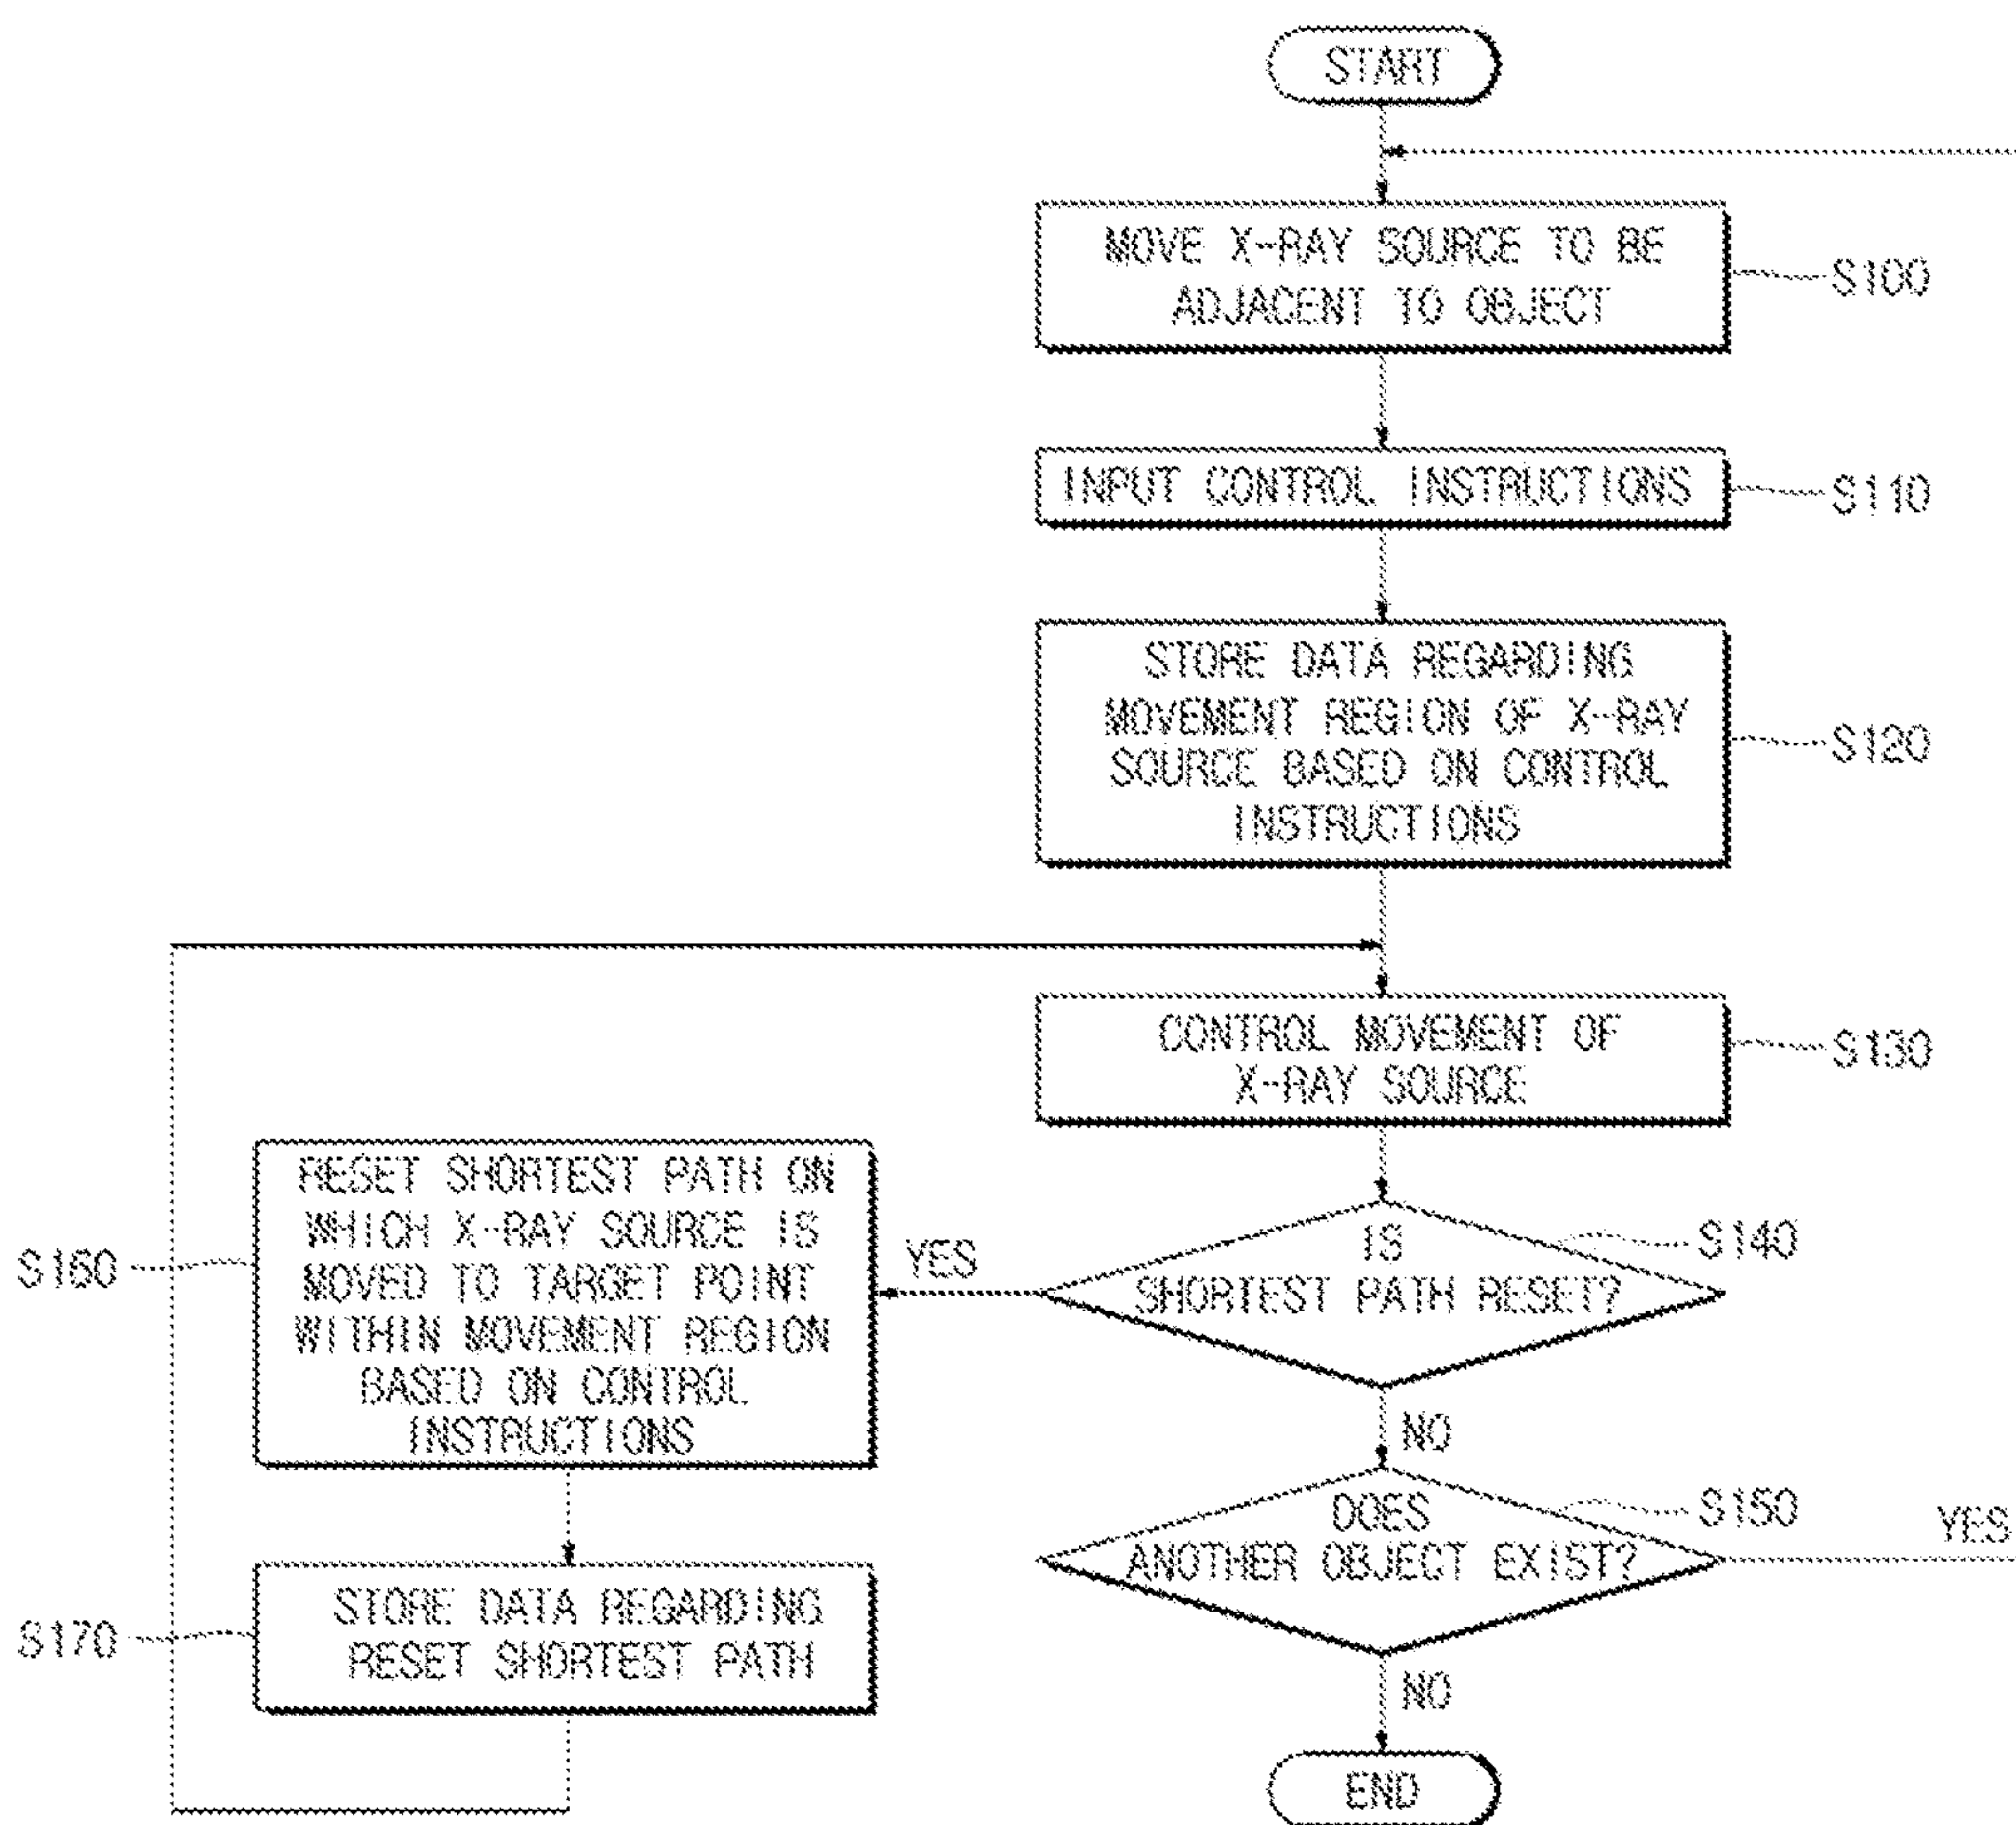 START
MOVE X-RAY SOURCE TO BE
ADJACENT TO OBJECT
S100
INPUT CONTROL INSTRUCTIONS
S110
STORE DATA REGARDING
MOVEMENT REGION OF X-RAY
SOURCE BASED ON CONTROL
INSTRUCTIONS
S120
CONTROL MOVEMENT OF
X-RAY SOURCE
S130
IS
SHORTEST PATH RESET?
S140
YES
RESET SHORTEST PATH ON
WHICH X-RAY SOURCE IS
MOVED TO TARGET POINT
WITHIN MOVEMENT REGION
BASED ON CONTROL
INSTRUCTIONS
S160
NO
DOES
ANOTHER OBJECT EXIST?
S150
YES
STORE DATA REGARDING
RESET SHORTEST PATH
S170
NO
END